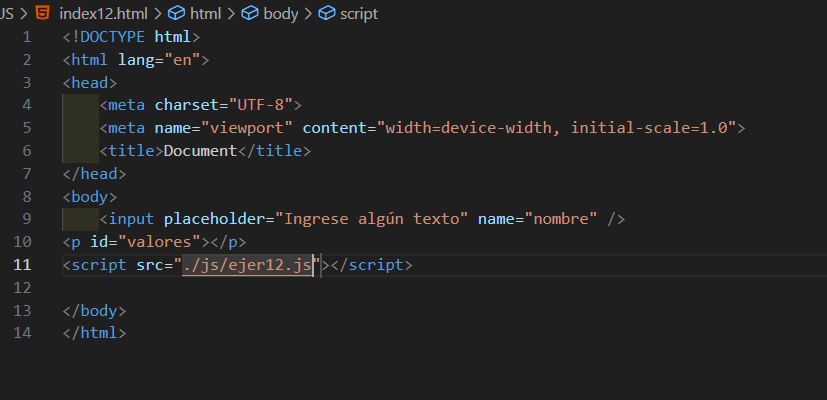 JS > index12.html > html > body > script
1 <!DOCTYPE html>
2 <html lang="en">
3 <head>
4     <meta charset="UTF-8">
5     <meta name="viewport" content="width=device-width, initial-scale=1.0">
6     <title>Document</title>
7 </head>
8 <body>
9     <input placeholder="Ingrese algún texto" name="nombre" />
10 <p id="valores"></p>
11 <script src="./js/ejer12.js"></script>
12
13 </body>
14 </html>